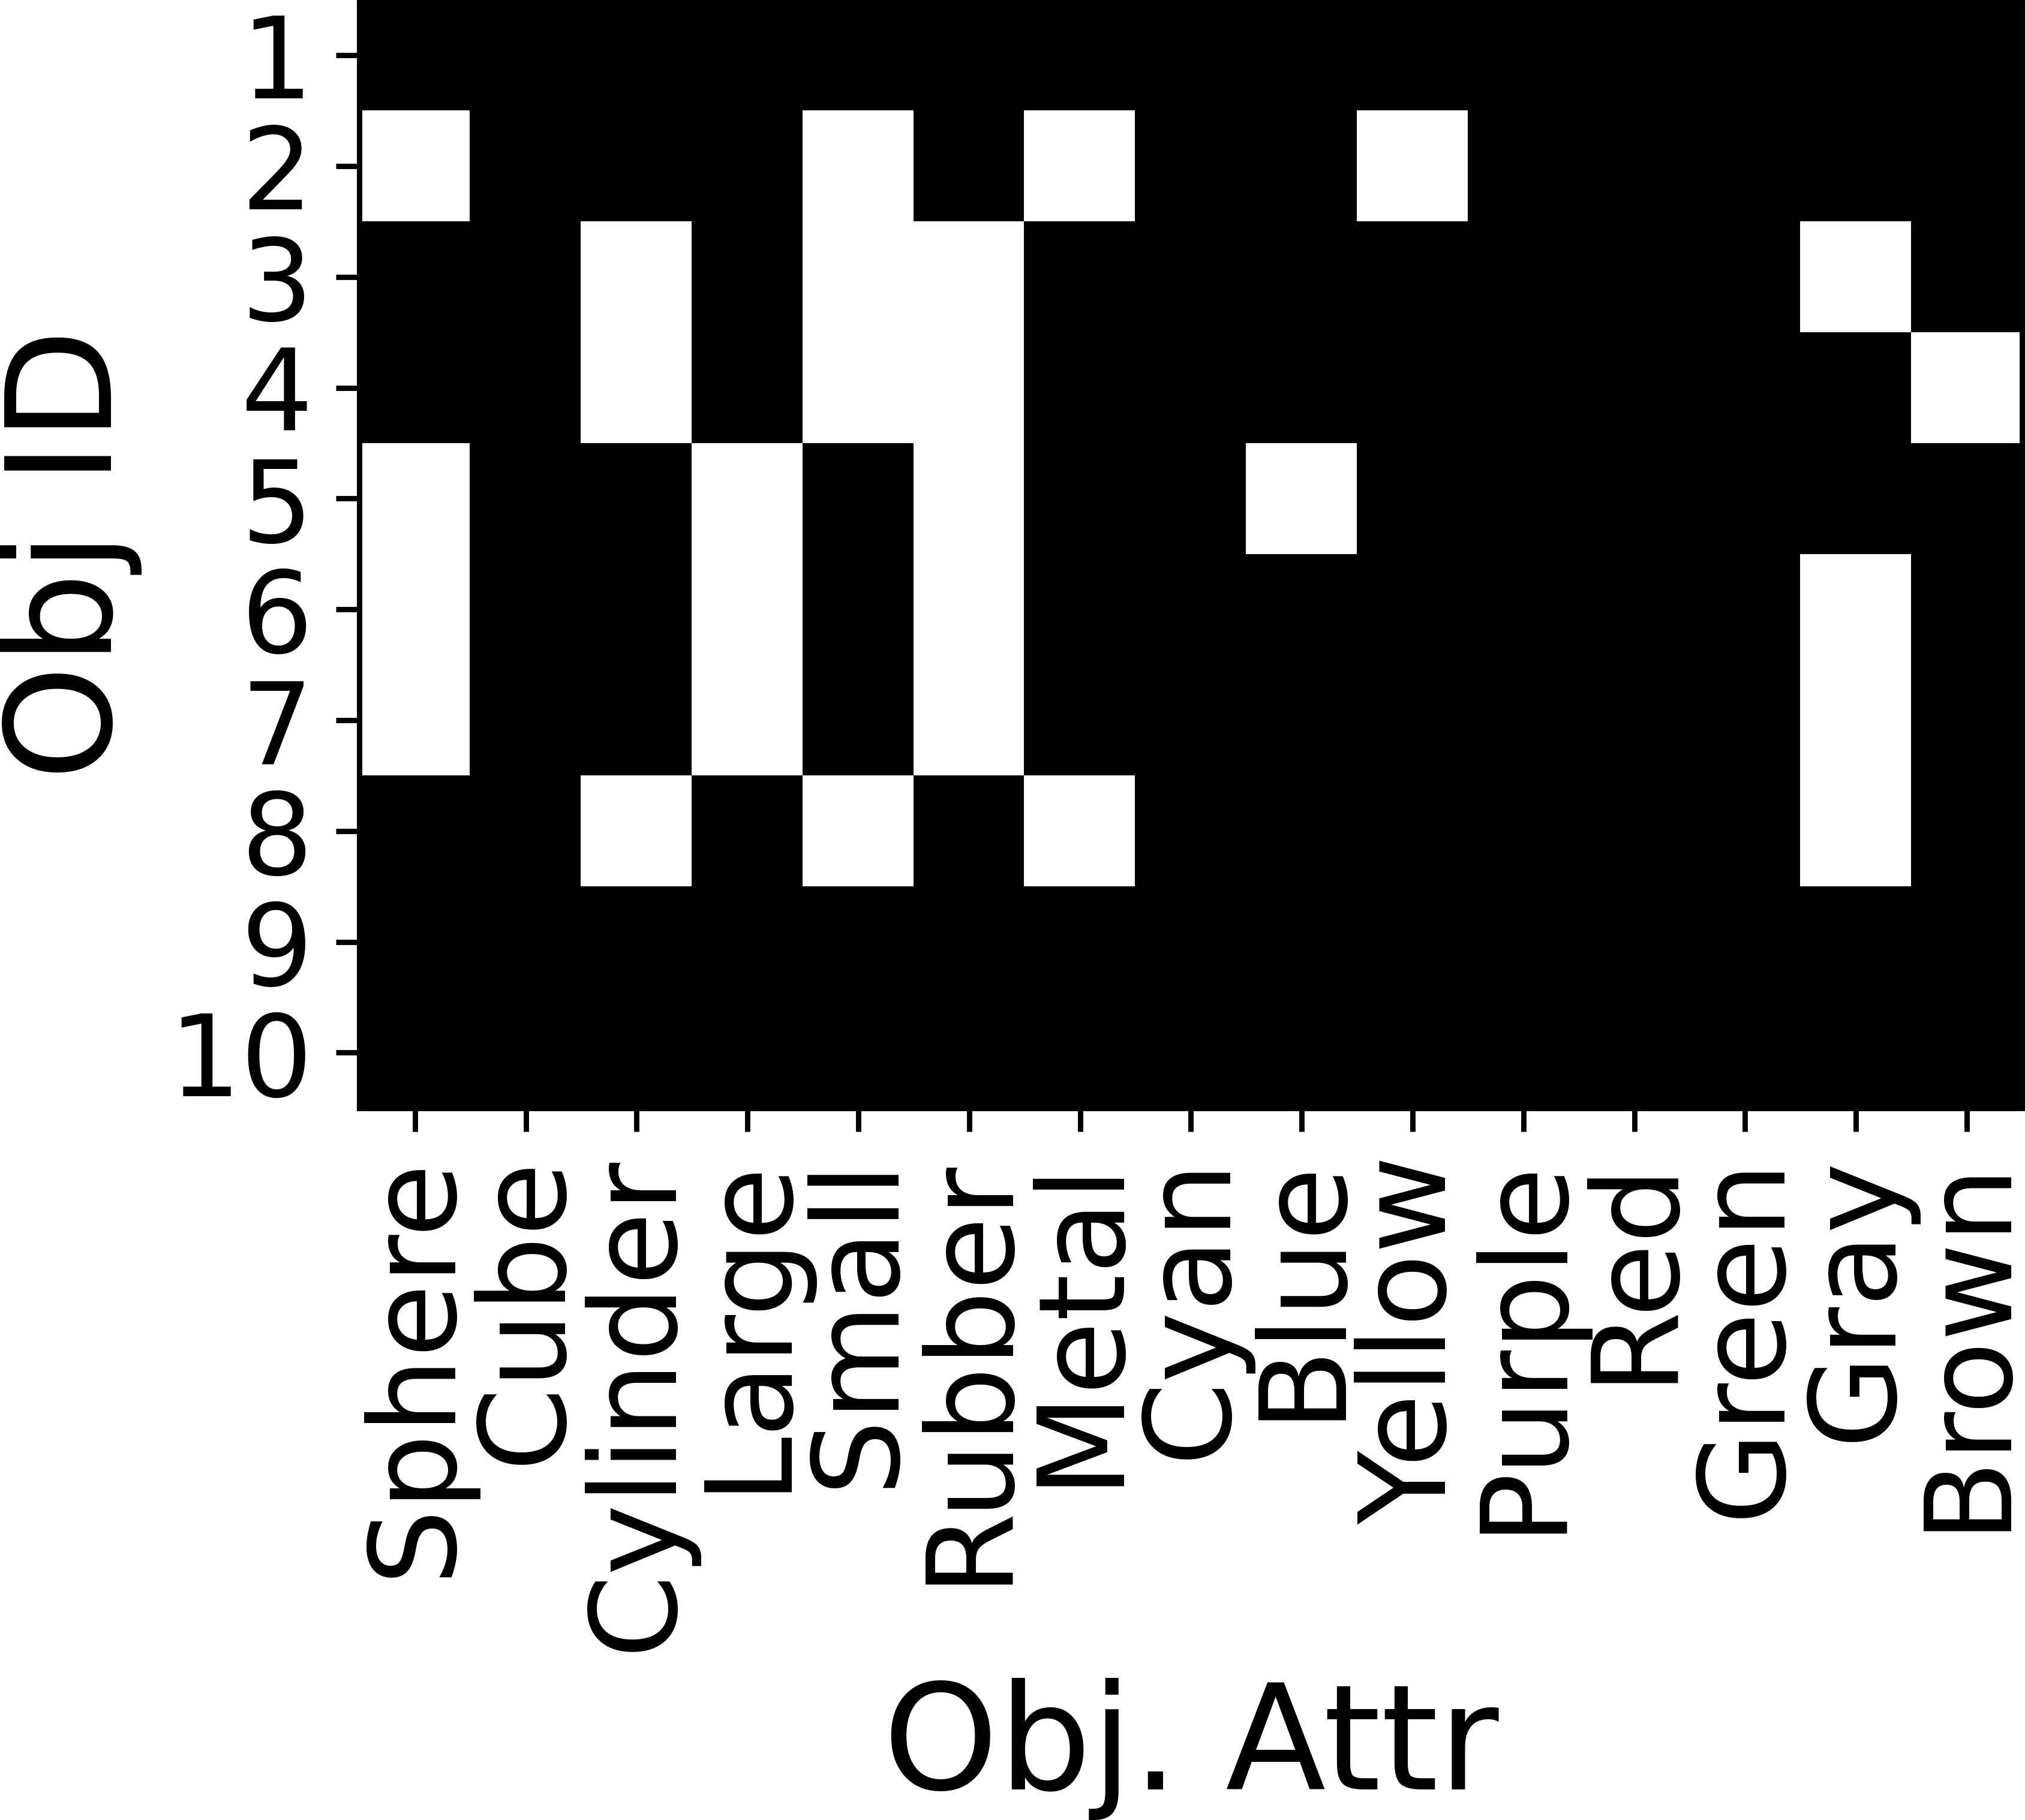 Obj ID
1
2
3
4
5
6
7
8
9
10
Sphere
Cube
Cylinder
Large
Small
Rubber
Metal
Cyan
Blue
Yellow
Purple
Red
Green
Gray
Brown
Obj. Attr